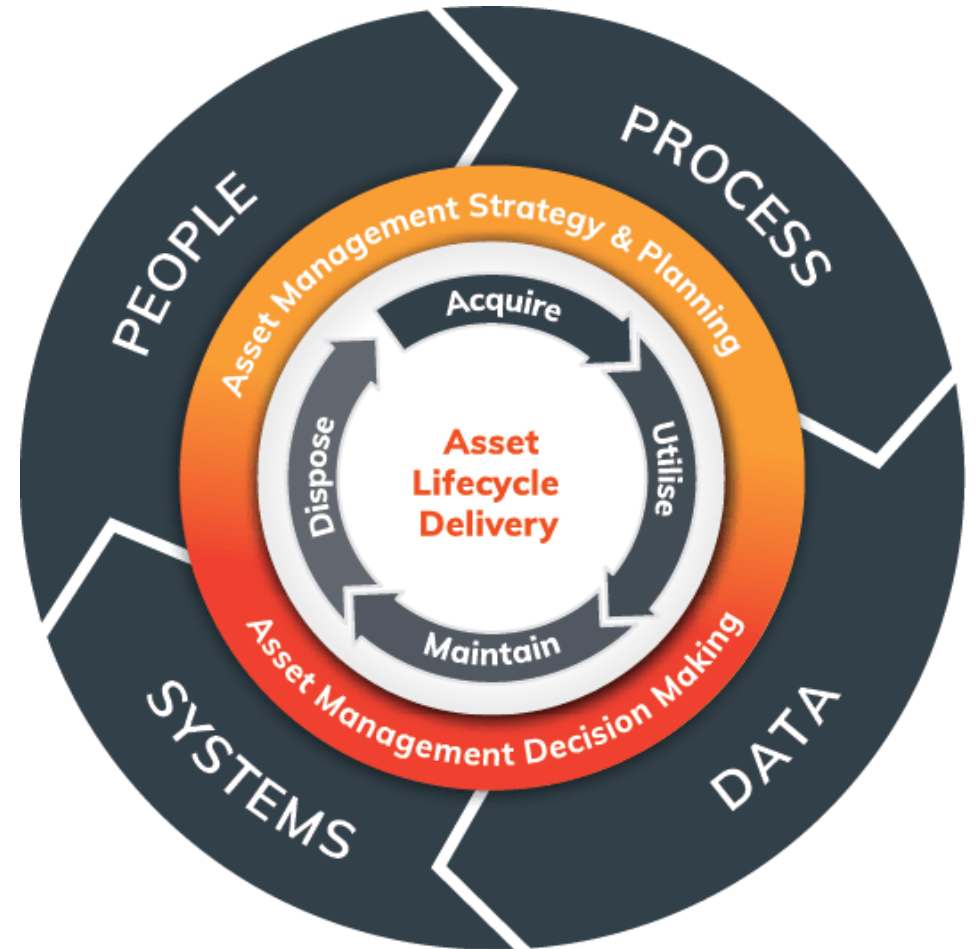 PEOPLE
PROCESS
DATA
SYSTEMS
Asset Management Strategy & Planning
Asset Management Decision Making
Acquire
Utilise
Maintain
Dispose
Asset
Lifecycle
Delivery